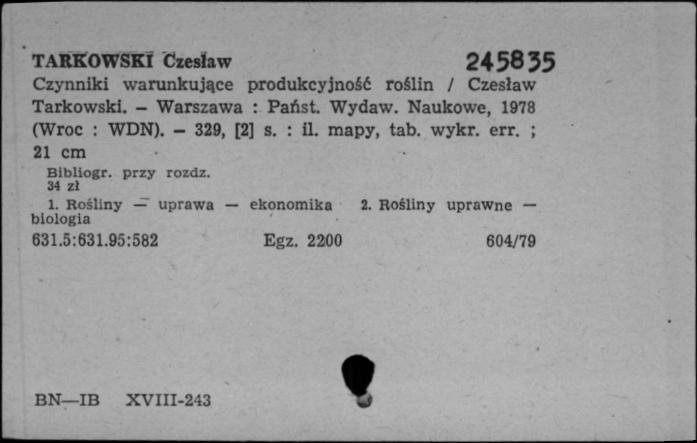 TARKOWSKI Czesław 245835
Czynniki warunkujące produkcyjność roślin / Czesław
Tarkowski. — Warszawa : Państ. Wydaw. Naukowe, 1978
(Wroc : WDN). — 329, [2] s. : il. mapy, tab. wykr. err. ;
21 cm
Bibliogr. przy rozdz.
34 zł
1. Rośliny — uprawa — ekonomika 2. Rośliny uprawne —
biologia
631.5:631.95:582 Egz. 2200 604/79
BN—IB XVIII-243